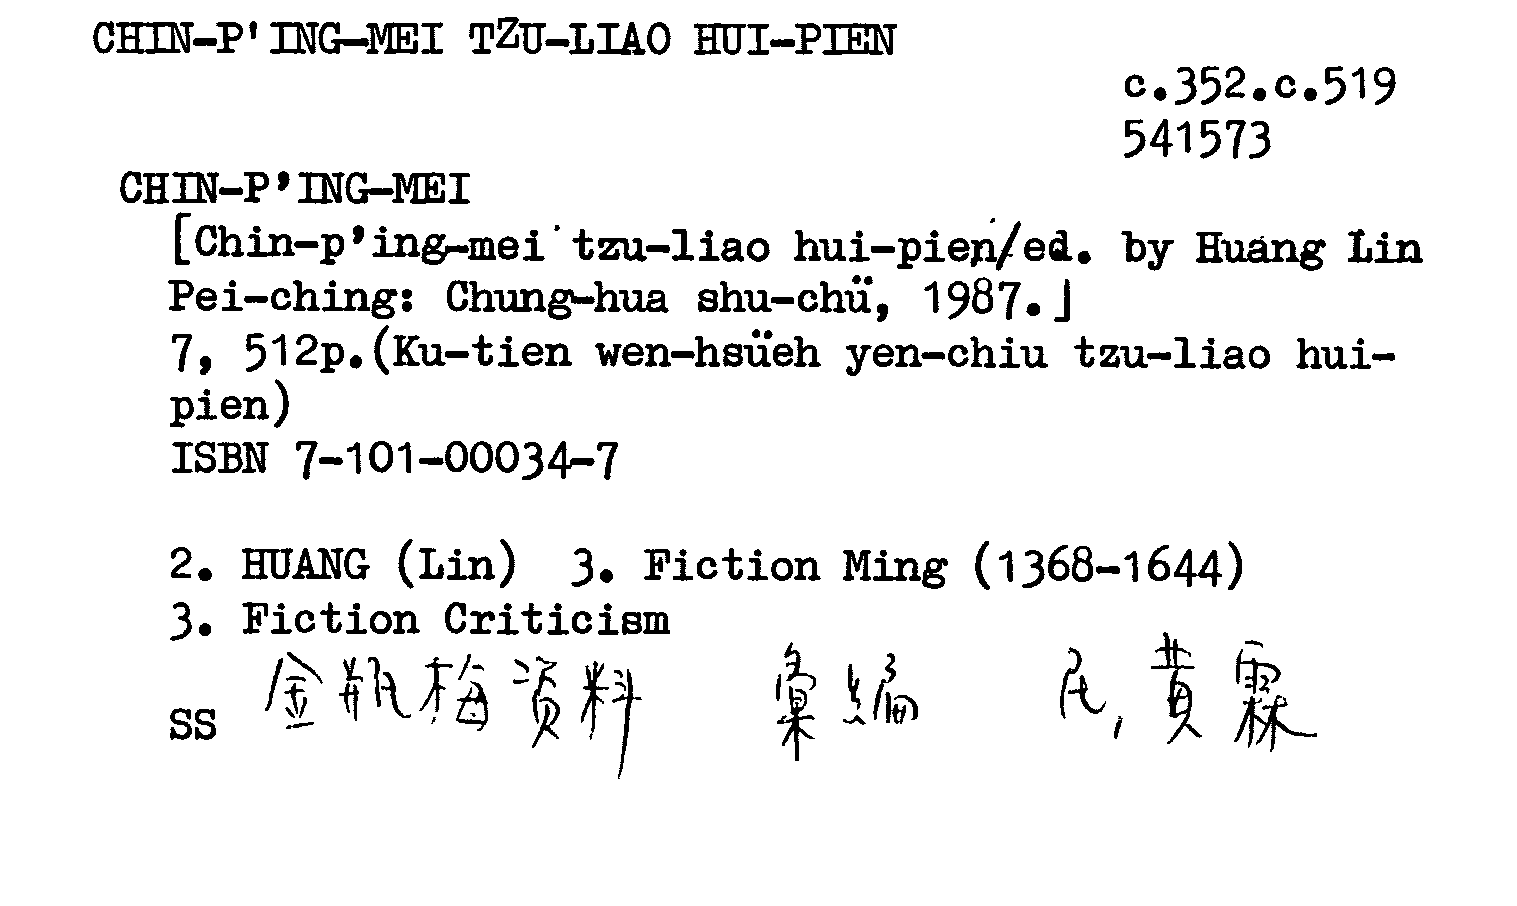 CHIN-P'ING-MEI TZU-LIAO HUI-PIEN
c.352.c.519
541573
CHIN-P'ING-MEI
[Chin-p'ing-mei tzu-liao hui-pien/ed. by Huang Lin
Pei-ching: Chung-hua shu-chü, 1987.]
7, 512p.(Ku-tien wen-hsüeh yen-chiu tzu-liao hui-
pien)
ISBN 7-101-00034-7
2. HUANG (Lin) 3. Fiction Ming (1368-1644)
3. Fiction Criticism
SS 金瓶梅资料 彙編 , 黄霖